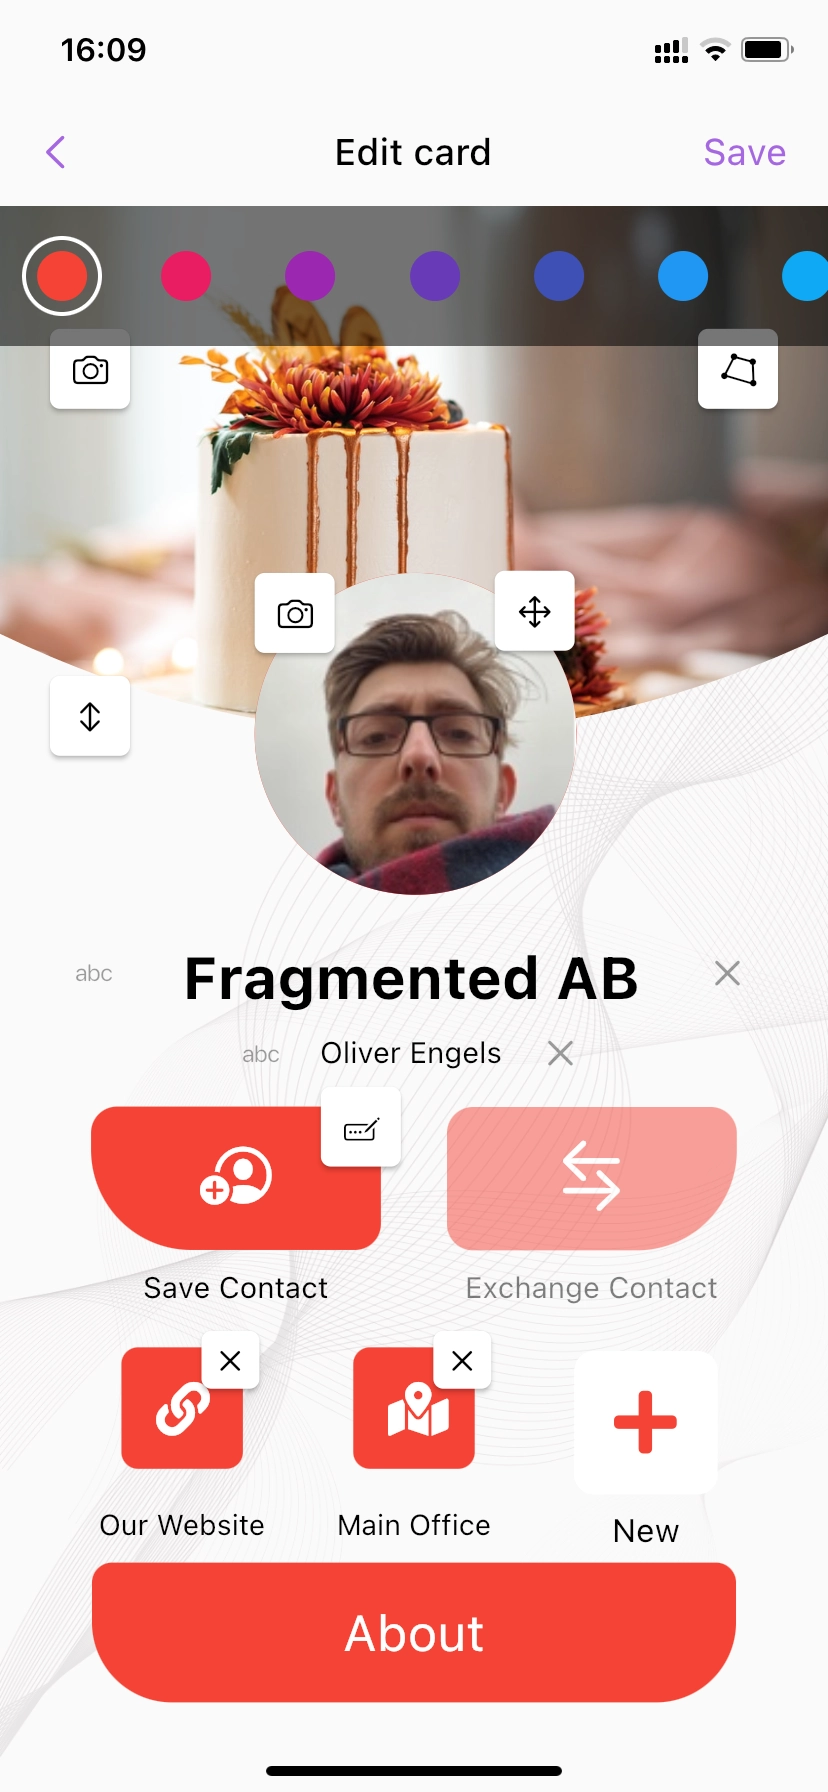 16:09
Edit card
Save
abc
Fragmented AB
abc
Oliver Engels
Save Contact
Exchange Contact
Our Website
Main Office
New
About